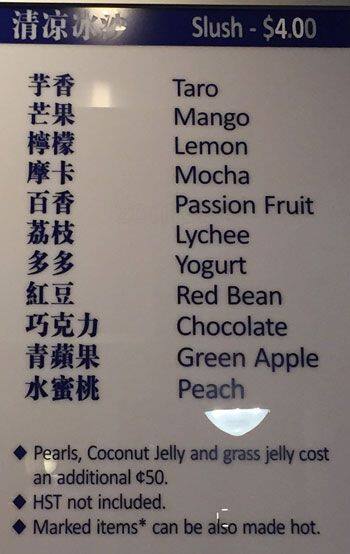 清凉冰沙 Slush - $4.00
芋香 Taro
芒果 Mango
檸檬 Lemon
摩卡 Mocha
百香 Passion Fruit
荔枝 Lychee
多多 Yogurt
紅豆 Red Bean
巧克力 Chocolate
青蘋果 Green Apple
水蜜桃 Peach
◆ Pearls, Coconut Jelly and grass jelly cost
an additional ¢50.
◆ HST not included.
◆ Marked items* can be also made hot.